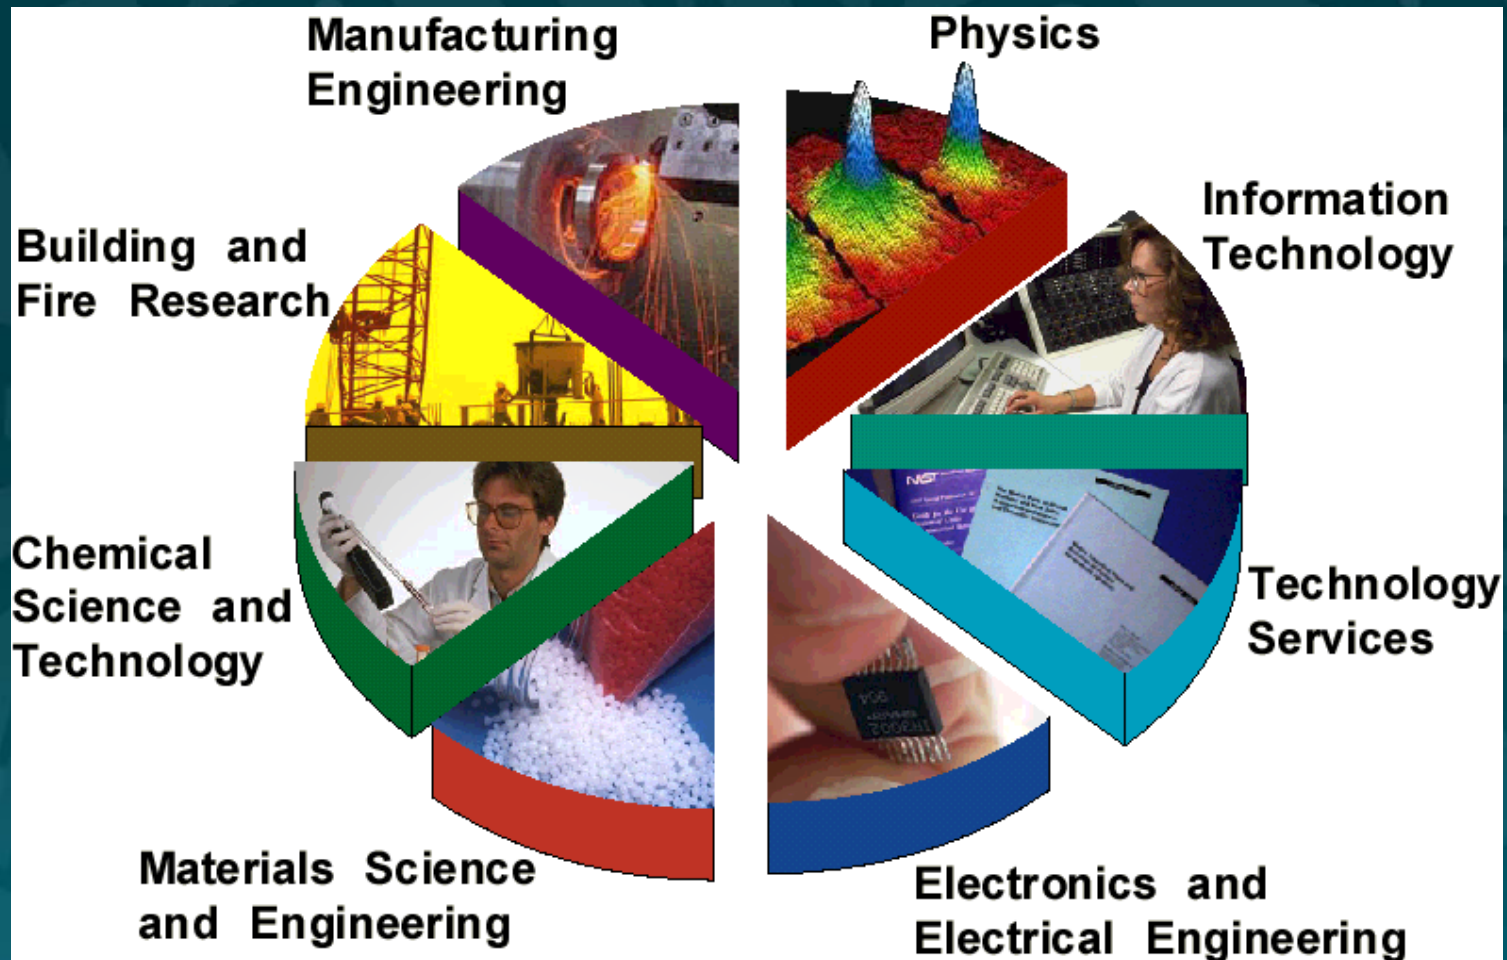 Manufacturing
Engineering
Physics
Information
Technology
Building and
Fire Research
NIST
Chemical
Science and
Technology
Technology
Services
Materials Science
and Engineering
Electronics and
Electrical Engineering